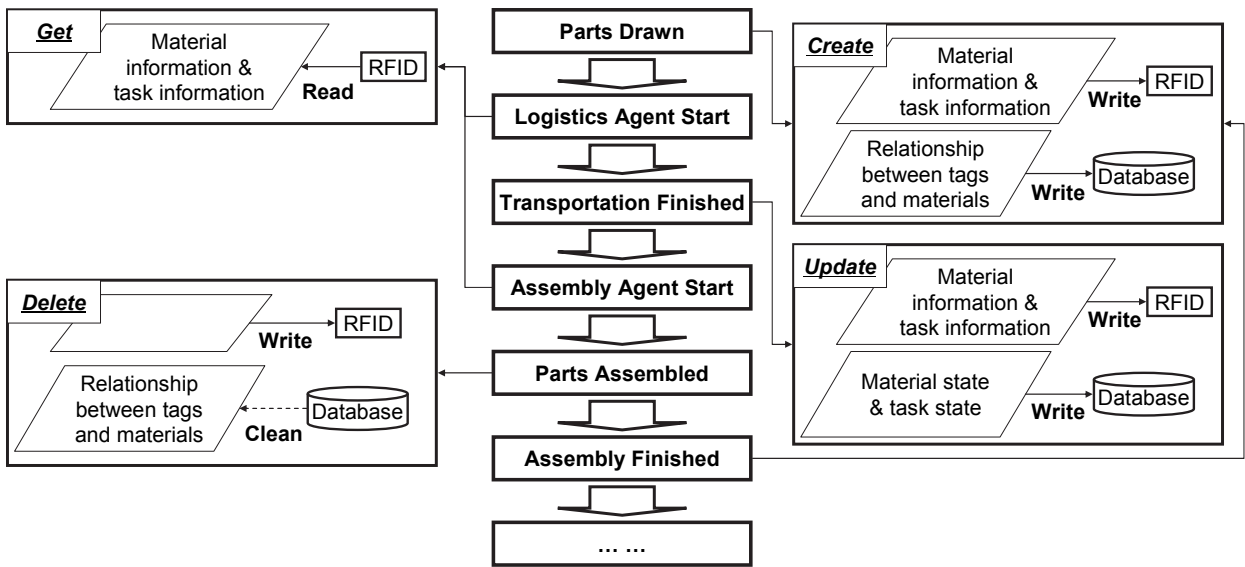 Get
Material
information &
task information
Read
RFID
Delete
Write
RFID
Relationship
between tags
and materials
Clean
Database
Parts Drawn
Logistics Agent Start
Transportation Finished
Assembly Agent Start
Parts Assembled
Assembly Finished
... ...
Create
Material
information &
task information
Write
RFID
Relationship
between tags
and materials
Write
Database
Update
Material
information &
task information
Write
RFID
Material state
& task state
Write
Database